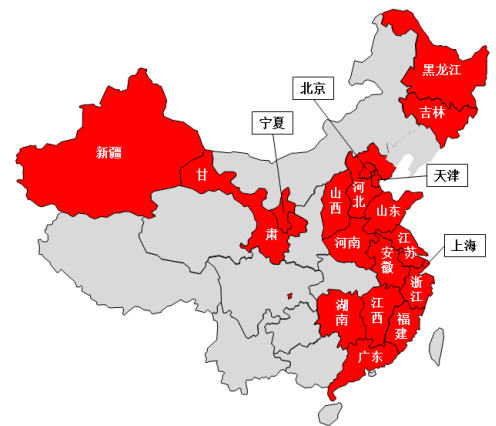 黑龙江
吉林
北京
宁夏
新疆
甘
肃
天津
山西
河北
山东
河南
江苏
安徽
上海
浙江
湖南
江西
福建
广东